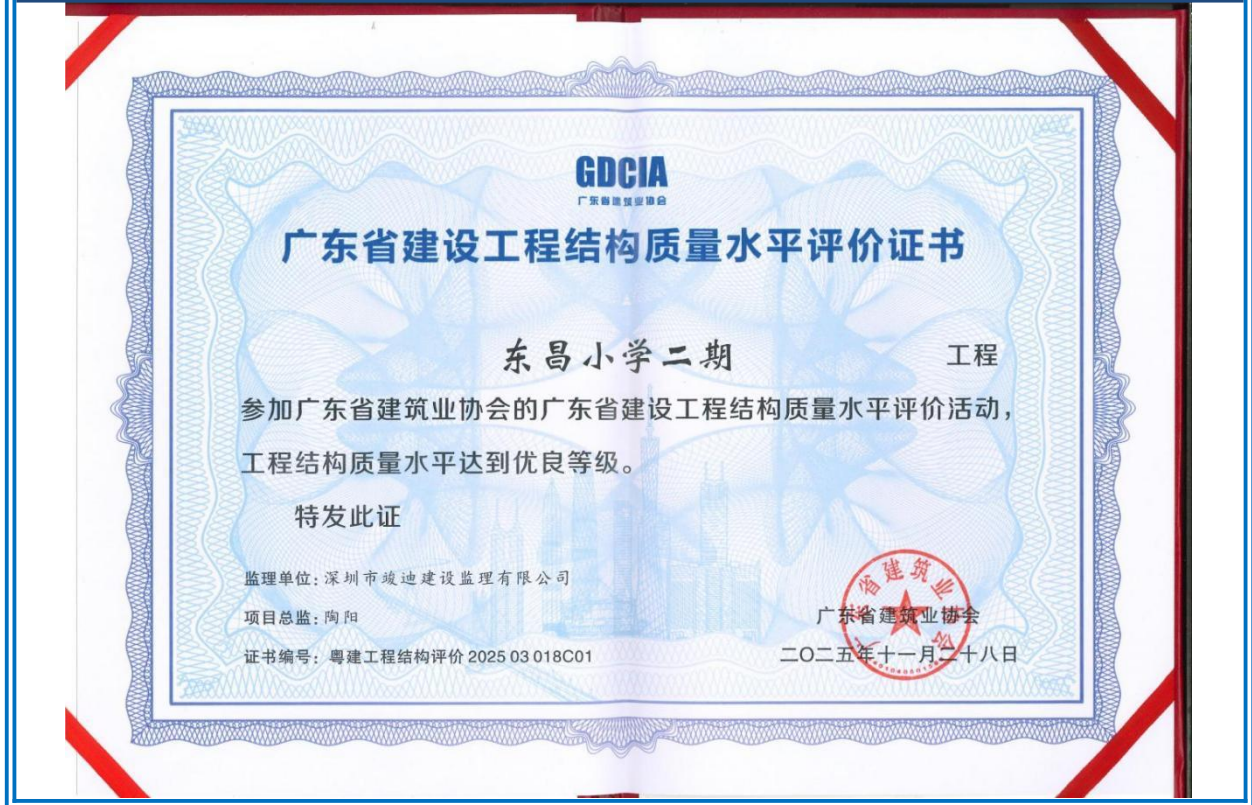 GDCIA
广东省建筑业协会
广东省建设工程结构质量水平评价证书
东昌小学二期 工程
参加广东省建筑业协会的广东省建设工程结构质量水平评价活动，
工程结构质量水平达到优良等级。
特发此证
监理单位：深圳市竣迪建设监理有限公司
项目总监：陶阳
证书编号：粤建工程结构评价 2025 03 018C01
广东省建筑业协会
二〇二五年十一月二十八日
广东省建筑业协会